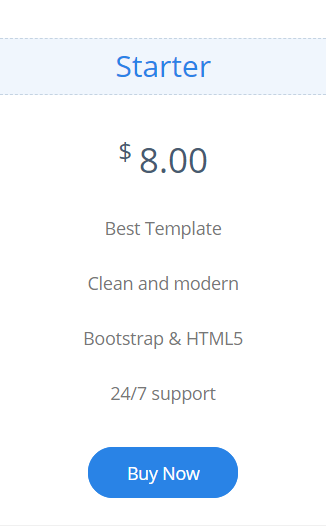 Starter
$ 8.00
Best Template
Clean and modern
Bootstrap & HTML5
24/7 support
Buy Now